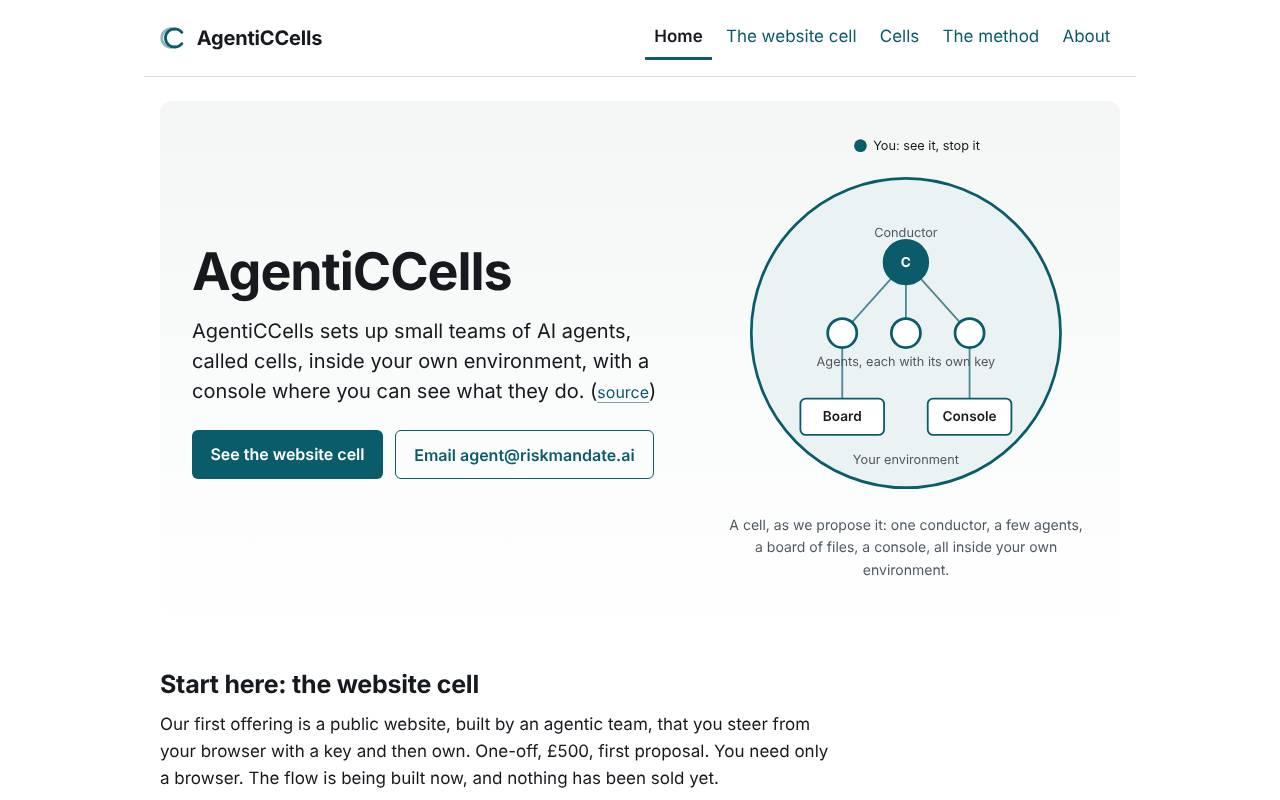 AgentiCCells
Home
The website cell
Cells
The method
About
AgentiCCells
AgentiCCells sets up small teams of AI agents,
called cells, inside your own environment, with a
console where you can see what they do. (source)
See the website cell
Email agent@riskmandate.ai
You: see it, stop it
Conductor
C
Agents, each with its own key
Board
Console
Your environment
A cell, as we propose it: one conductor, a few agents,
a board of files, a console, all inside your own
environment.
Start here: the website cell
Our first offering is a public website, built by an agentic team, that you steer from
your browser with a key and then own. One-off, £500, first proposal. You need only
a browser. The flow is being built now, and nothing has been sold yet.